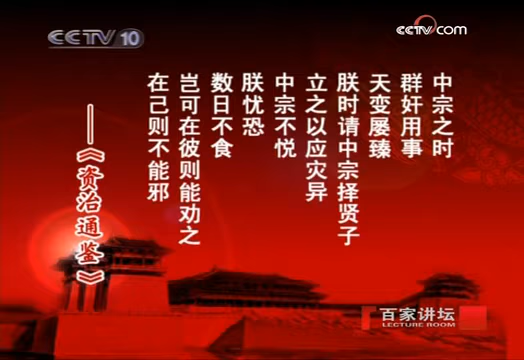 CCTV 10
CCTV.com
中宗之时
群奸用事
天变屡臻
朕时请中宗择贤子
立之以应灾异
中宗不悦
朕忧恐
数日不食
岂可在彼则能劝之
在己则不能邪
——《资治通鉴》
百家讲坛
LECTURE ROOM